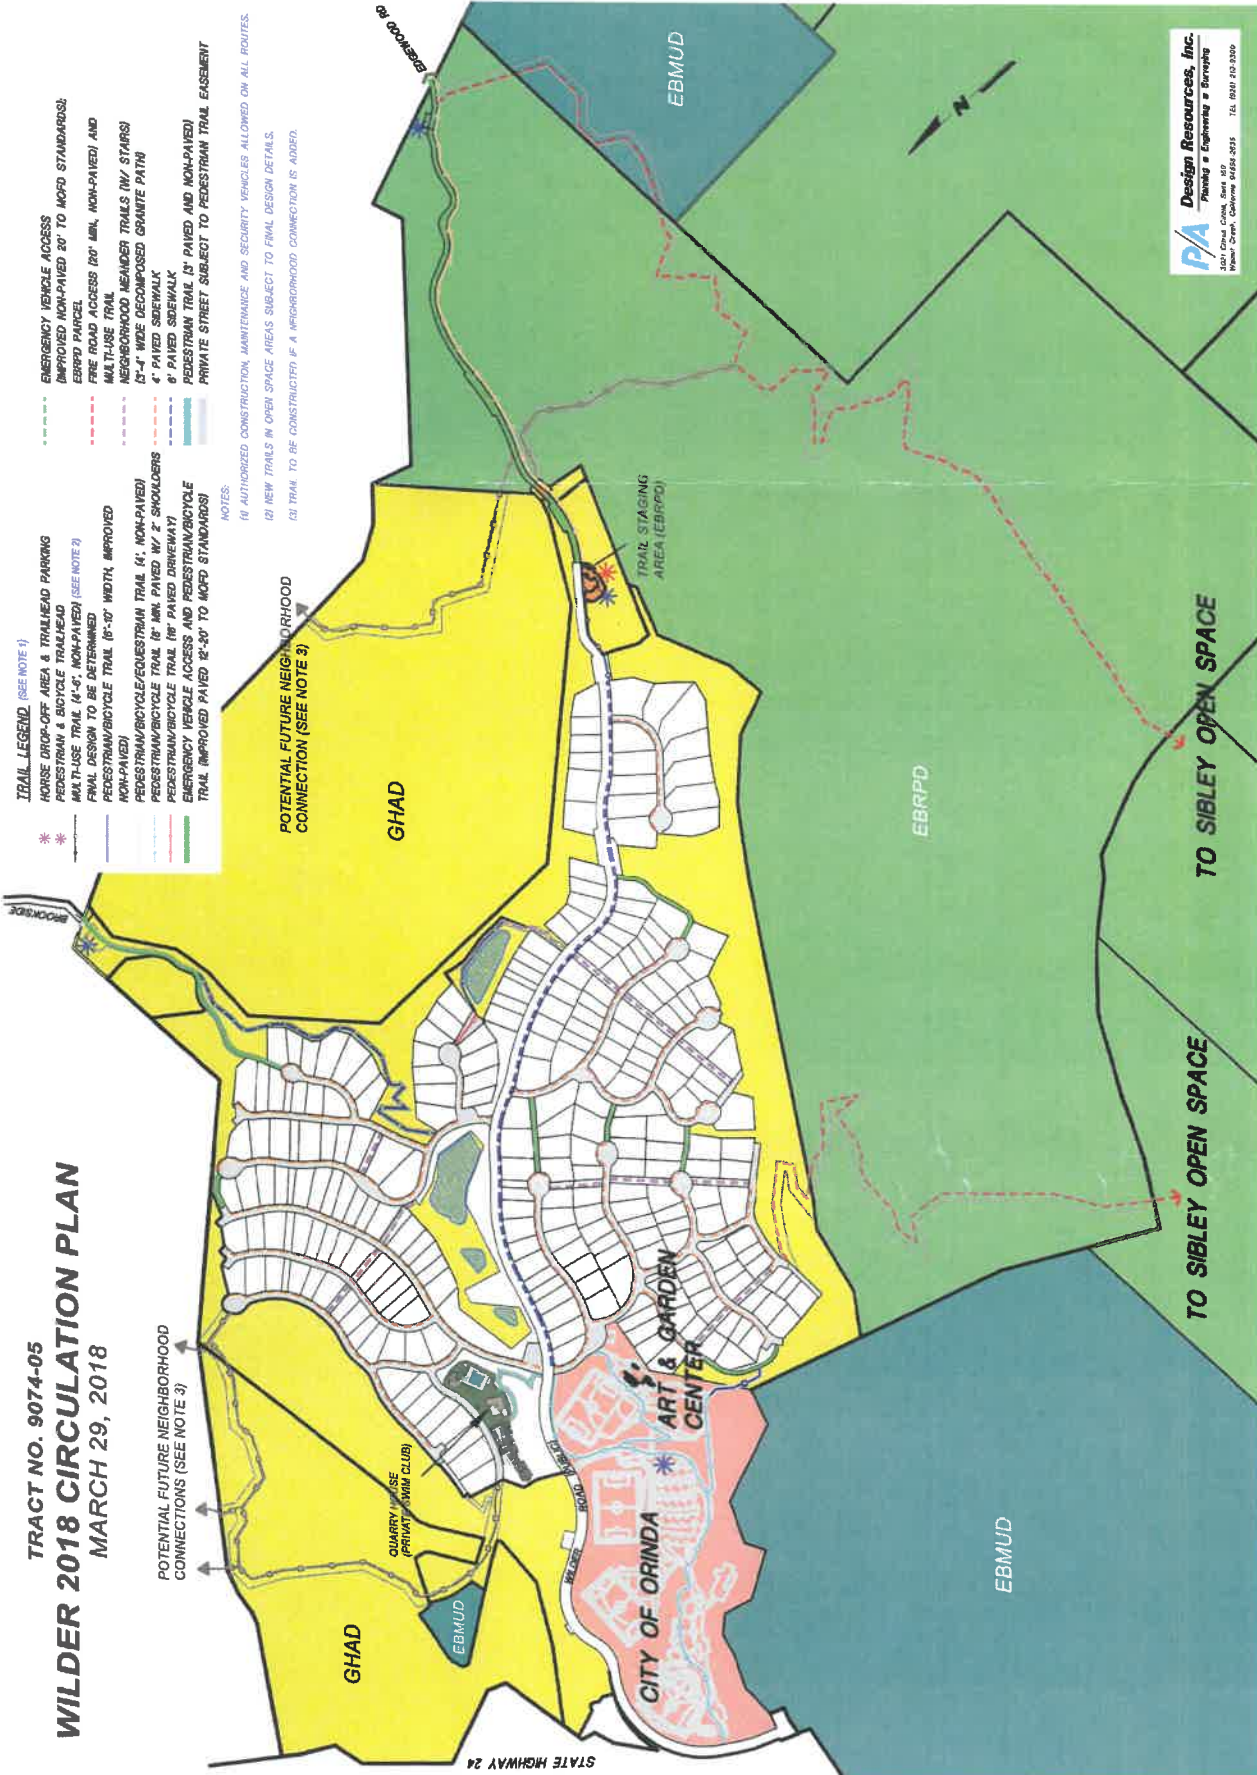 TRACT NO. 9074-05
WILDER 2018 CIRCULATION PLAN
MARCH 29, 2018
TRAIL LEGEND (SEE NOTE 1)
HORSE DROP-OFF AREA & TRAILHEAD PARKING
PEDESTRIAN & BICYCLE TRAILHEAD
MULTI-USE TRAIL (4'-6', NON-PAVED) (SEE NOTE 2)
FINAL DESIGN TO BE DETERMINED
PEDESTRIAN/BICYCLE TRAIL (8'-10' WIDTH, IMPROVED
NON-PAVED)
PEDESTRIAN/BICYCLE/EQUESTRIAN TRAIL (4', NON-PAVED)
PEDESTRIAN/BICYCLE TRAIL (8' MIN. PAVED W/ 2' SHOULDERS
PEDESTRIAN/BICYCLE TRAIL (16' PAVED DRIVEWAY)
EMERGENCY VEHICLE ACCESS AND PEDESTRIAN/BICYCLE
TRAIL (IMPROVED PAVED 12'-20' TO MOFD STANDARDS)
EMERGENCY VEHICLE ACCESS
(IMPROVED NON-PAVED 20' TO MOFD STANDARDS);
EBRPD PARCEL
FIRE ROAD ACCESS (20' MIN, NON-PAVED) AND
MULTI-USE TRAIL
NEIGHBORHOOD MEANDER TRAILS (W/ STAIRS)
(3'-4' WIDE DECOMPOSED GRANITE PATH)
4' PAVED SIDEWALK
6' PAVED SIDEWALK
PEDESTRIAN TRAIL (3' PAVED AND NON-PAVED)
PRIVATE STREET SUBJECT TO PEDESTRIAN TRAIL EASEMENT
NOTES:
(1) AUTHORIZED CONSTRUCTION, MAINTENANCE AND SECURITY VEHICLES ALLOWED ON ALL ROUTES.
(2) NEW TRAILS IN OPEN SPACE AREAS SUBJECT TO FINAL DESIGN DETAILS.
(3) TRAIL TO BE CONSTRUCTED IF A NEIGHBORHOOD CONNECTION IS ADDED.
BROOKSIDE
EDGEWOOD RD
EBMUD
POTENTIAL FUTURE NEIGHBORHOOD
CONNECTIONS (SEE NOTE 3)
POTENTIAL FUTURE NEIGHBORHOOD
CONNECTION (SEE NOTE 3)
GHAD
GHAD
EBMUD
QUARRY HOUSE
(PRIVATE SWIM CLUB)
TRAIL STAGING
AREA (EBRPD)
WILDER ROAD (PUBLIC)
STATE HIGHWAY 24
CITY OF ORINDA
ART & GARDEN
CENTER
EBRPD
EBMUD
TO SIBLEY OPEN SPACE
TO SIBLEY OPEN SPACE
N
P/A
Design Resources, Inc.
Planning Engineering Surveying